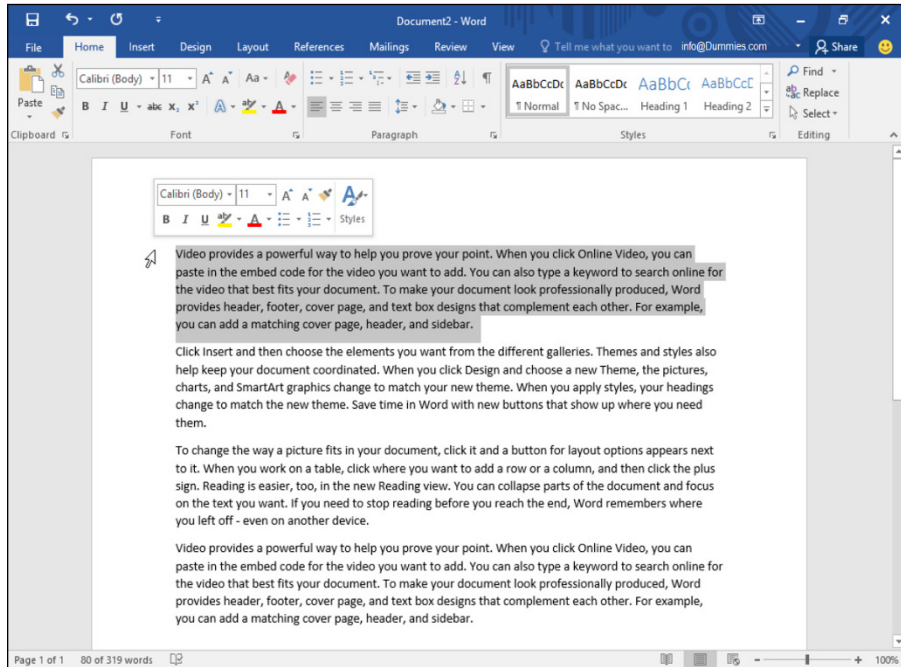 Document2 - Word
File Home Insert Design Layout References Mailings Review View Tell me what you want to info@Dummies.com Share
Calibri (Body) 11 A A Aa AaBbCcDc AaBbCcDc AaBbCc AaBbCcE Find
Paste B I U abc X₂ X² A ab A ¶ Normal ¶ No Spac... Heading 1 Heading 2 Replace
Select
Clipboard Font Paragraph Styles Editing
Calibri (Body) 11 A A
B I U ab A Styles
Video provides a powerful way to help you prove your point. When you click Online Video, you can
paste in the embed code for the video you want to add. You can also type a keyword to search online for
the video that best fits your document. To make your document look professionally produced, Word
provides header, footer, cover page, and text box designs that complement each other. For example,
you can add a matching cover page, header, and sidebar.
Click Insert and then choose the elements you want from the different galleries. Themes and styles also
help keep your document coordinated. When you click Design and choose a new Theme, the pictures,
charts, and SmartArt graphics change to match your new theme. When you apply styles, your headings
change to match the new theme. Save time in Word with new buttons that show up where you need
them.
To change the way a picture fits in your document, click it and a button for layout options appears next
to it. When you work on a table, click where you want to add a row or a column, and then click the plus
sign. Reading is easier, too, in the new Reading view. You can collapse parts of the document and focus
on the text you want. If you need to stop reading before you reach the end, Word remembers where
you left off - even on another device.
Video provides a powerful way to help you prove your point. When you click Online Video, you can
paste in the embed code for the video you want to add. You can also type a keyword to search online for
the video that best fits your document. To make your document look professionally produced, Word
provides header, footer, cover page, and text box designs that complement each other. For example,
you can add a matching cover page, header, and sidebar.
Page 1 of 1 80 of 319 words 100%